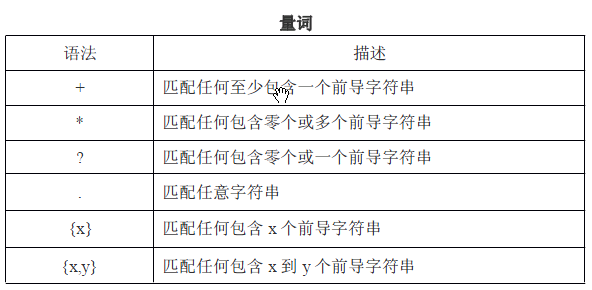 量词
语法 描述
+ 匹配任何至少包含一个前导字符串
* 匹配任何包含零个或多个前导字符串
? 匹配任何包含零个或一个前导字符串
. 匹配任意字符串
{x} 匹配任何包含 x 个前导字符串
{x,y} 匹配任何包含 x 到 y 个前导字符串